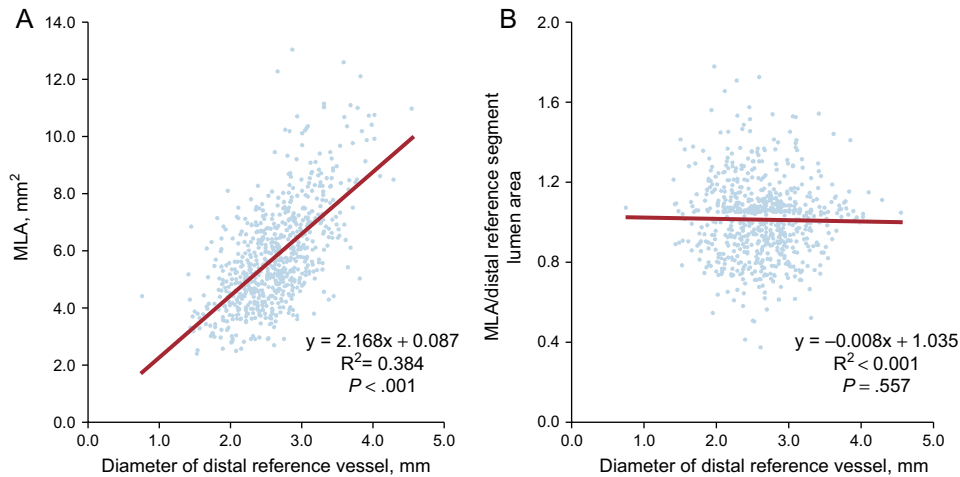 A
14.0
12.0
10.0
8.0
6.0
4.0
2.0
0.0
MLA, mm²
y = 2.168x + 0.087
R²= 0.384
P < .001
0.0 1.0 2.0 3.0 4.0 5.0
Diameter of distal reference vessel, mm
B
2.0
1.6
1.2
0.8
0.4
0.0
MLA/distal reference segment
lumen area
y = –0.008x + 1.035
R² < 0.001
P = .557
0.0 1.0 2.0 3.0 4.0 5.0
Diameter of distal reference vessel, mm